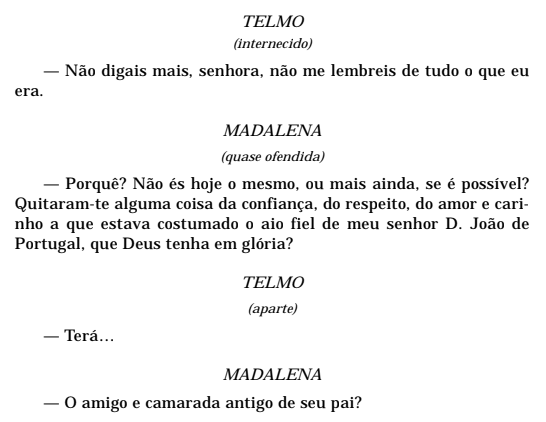 TELMO
(internecido)
— Não digais mais, senhora, não me lembreis de tudo o que eu
era.
MADALENA
(quase ofendida)
— Porquê? Não és hoje o mesmo, ou mais ainda, se é possível?
Quitaram-te alguma coisa da confiança, do respeito, do amor e cari-
nho a que estava costumado o aio fiel de meu senhor D. João de
Portugal, que Deus tenha em glória?
TELMO
(aparte)
— Terá...
MADALENA
— O amigo e camarada antigo de seu pai?